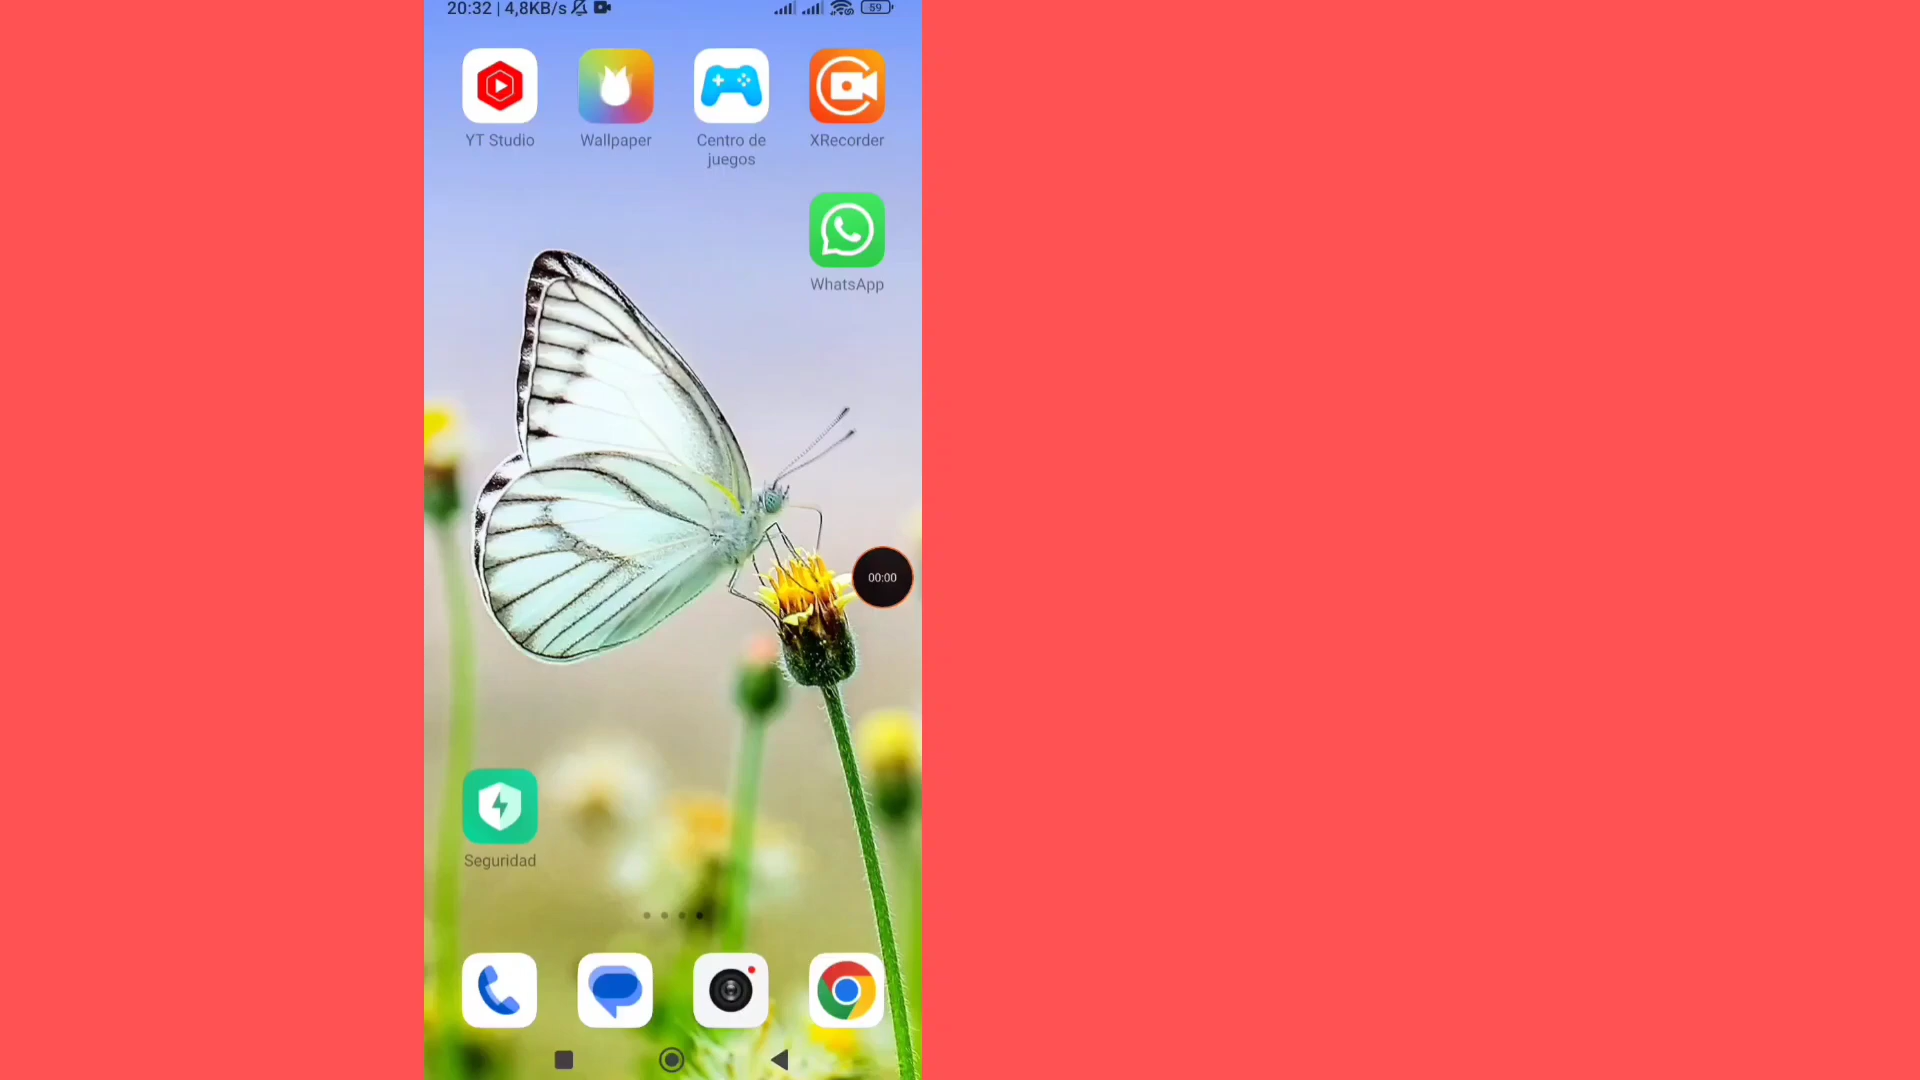 20:32 | 4,8KB/s
59
YT Studio
Wallpaper
Centro de
juegos
XRecorder
WhatsApp
00:00
Seguridad